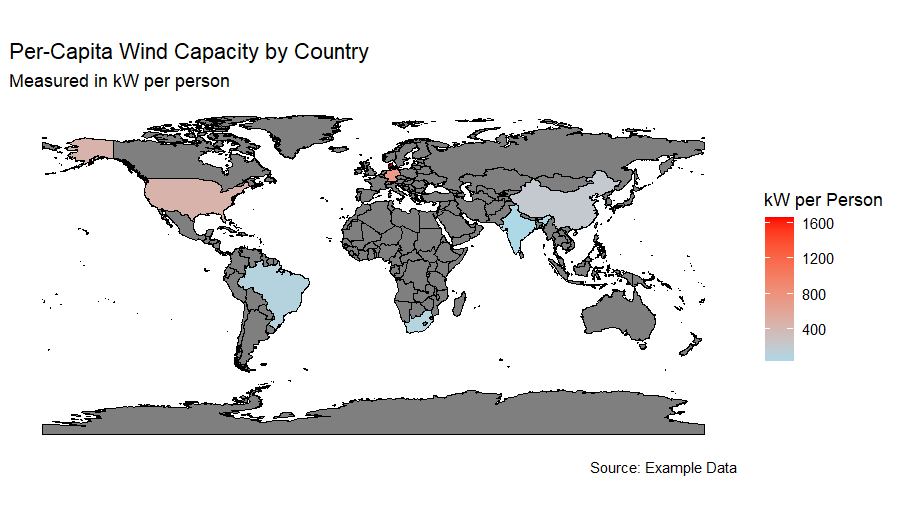 Per-Capita Wind Capacity by Country
Measured in kW per person
kW per Person
1600
1200
800
400
Source: Example Data